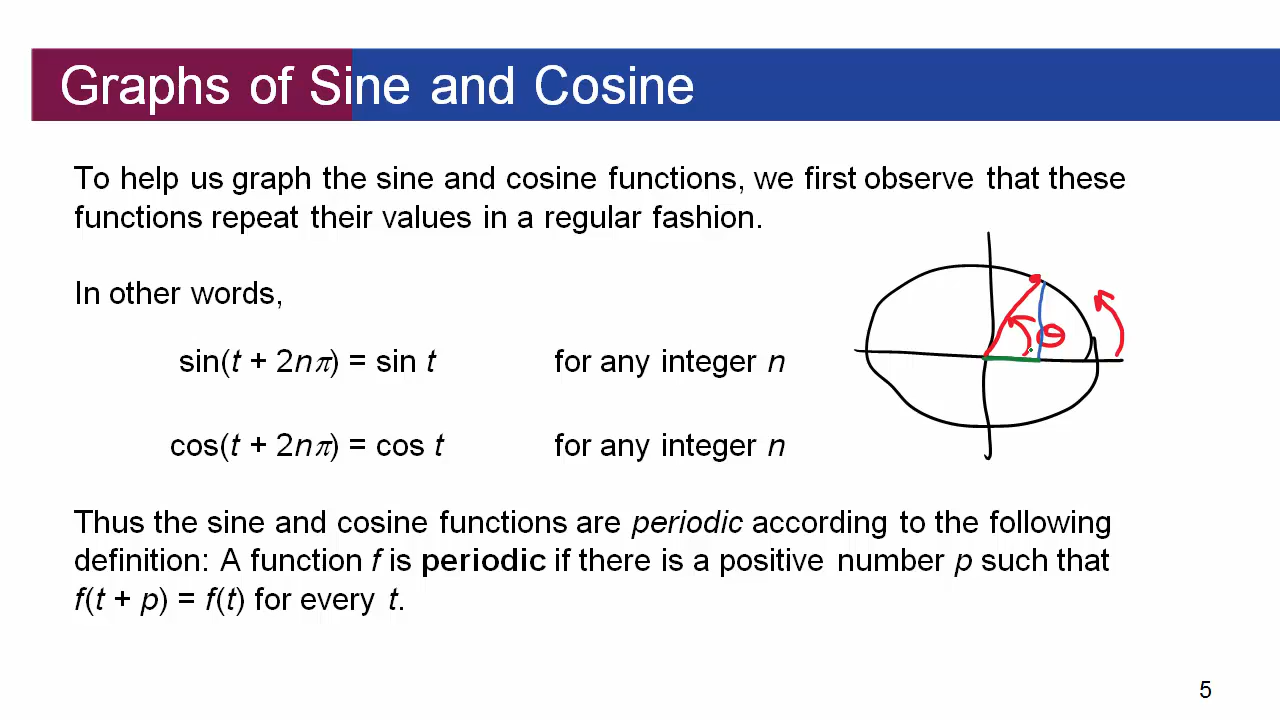 Graphs of Sine and Cosine
To help us graph the sine and cosine functions, we first observe that these
functions repeat their values in a regular fashion.
In other words,
sin(t + 2nπ) = sin t for any integer n
cos(t + 2nπ) = cos t for any integer n
θ
Thus the sine and cosine functions are periodic according to the following
definition: A function f is periodic if there is a positive number p such that
f(t + p) = f(t) for every t.
5